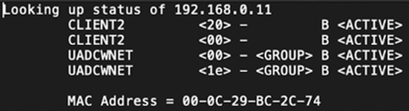 Looking up status of 192.168.0.11
CLIENT2 <20> - B <ACTIVE>
CLIENT2 <00> - B <ACTIVE>
UADCWNET <00> - <GROUP> B <ACTIVE>
UADCWNET <1e> - <GROUP> B <ACTIVE>
MAC Address = 00-0C-29-BC-2C-74